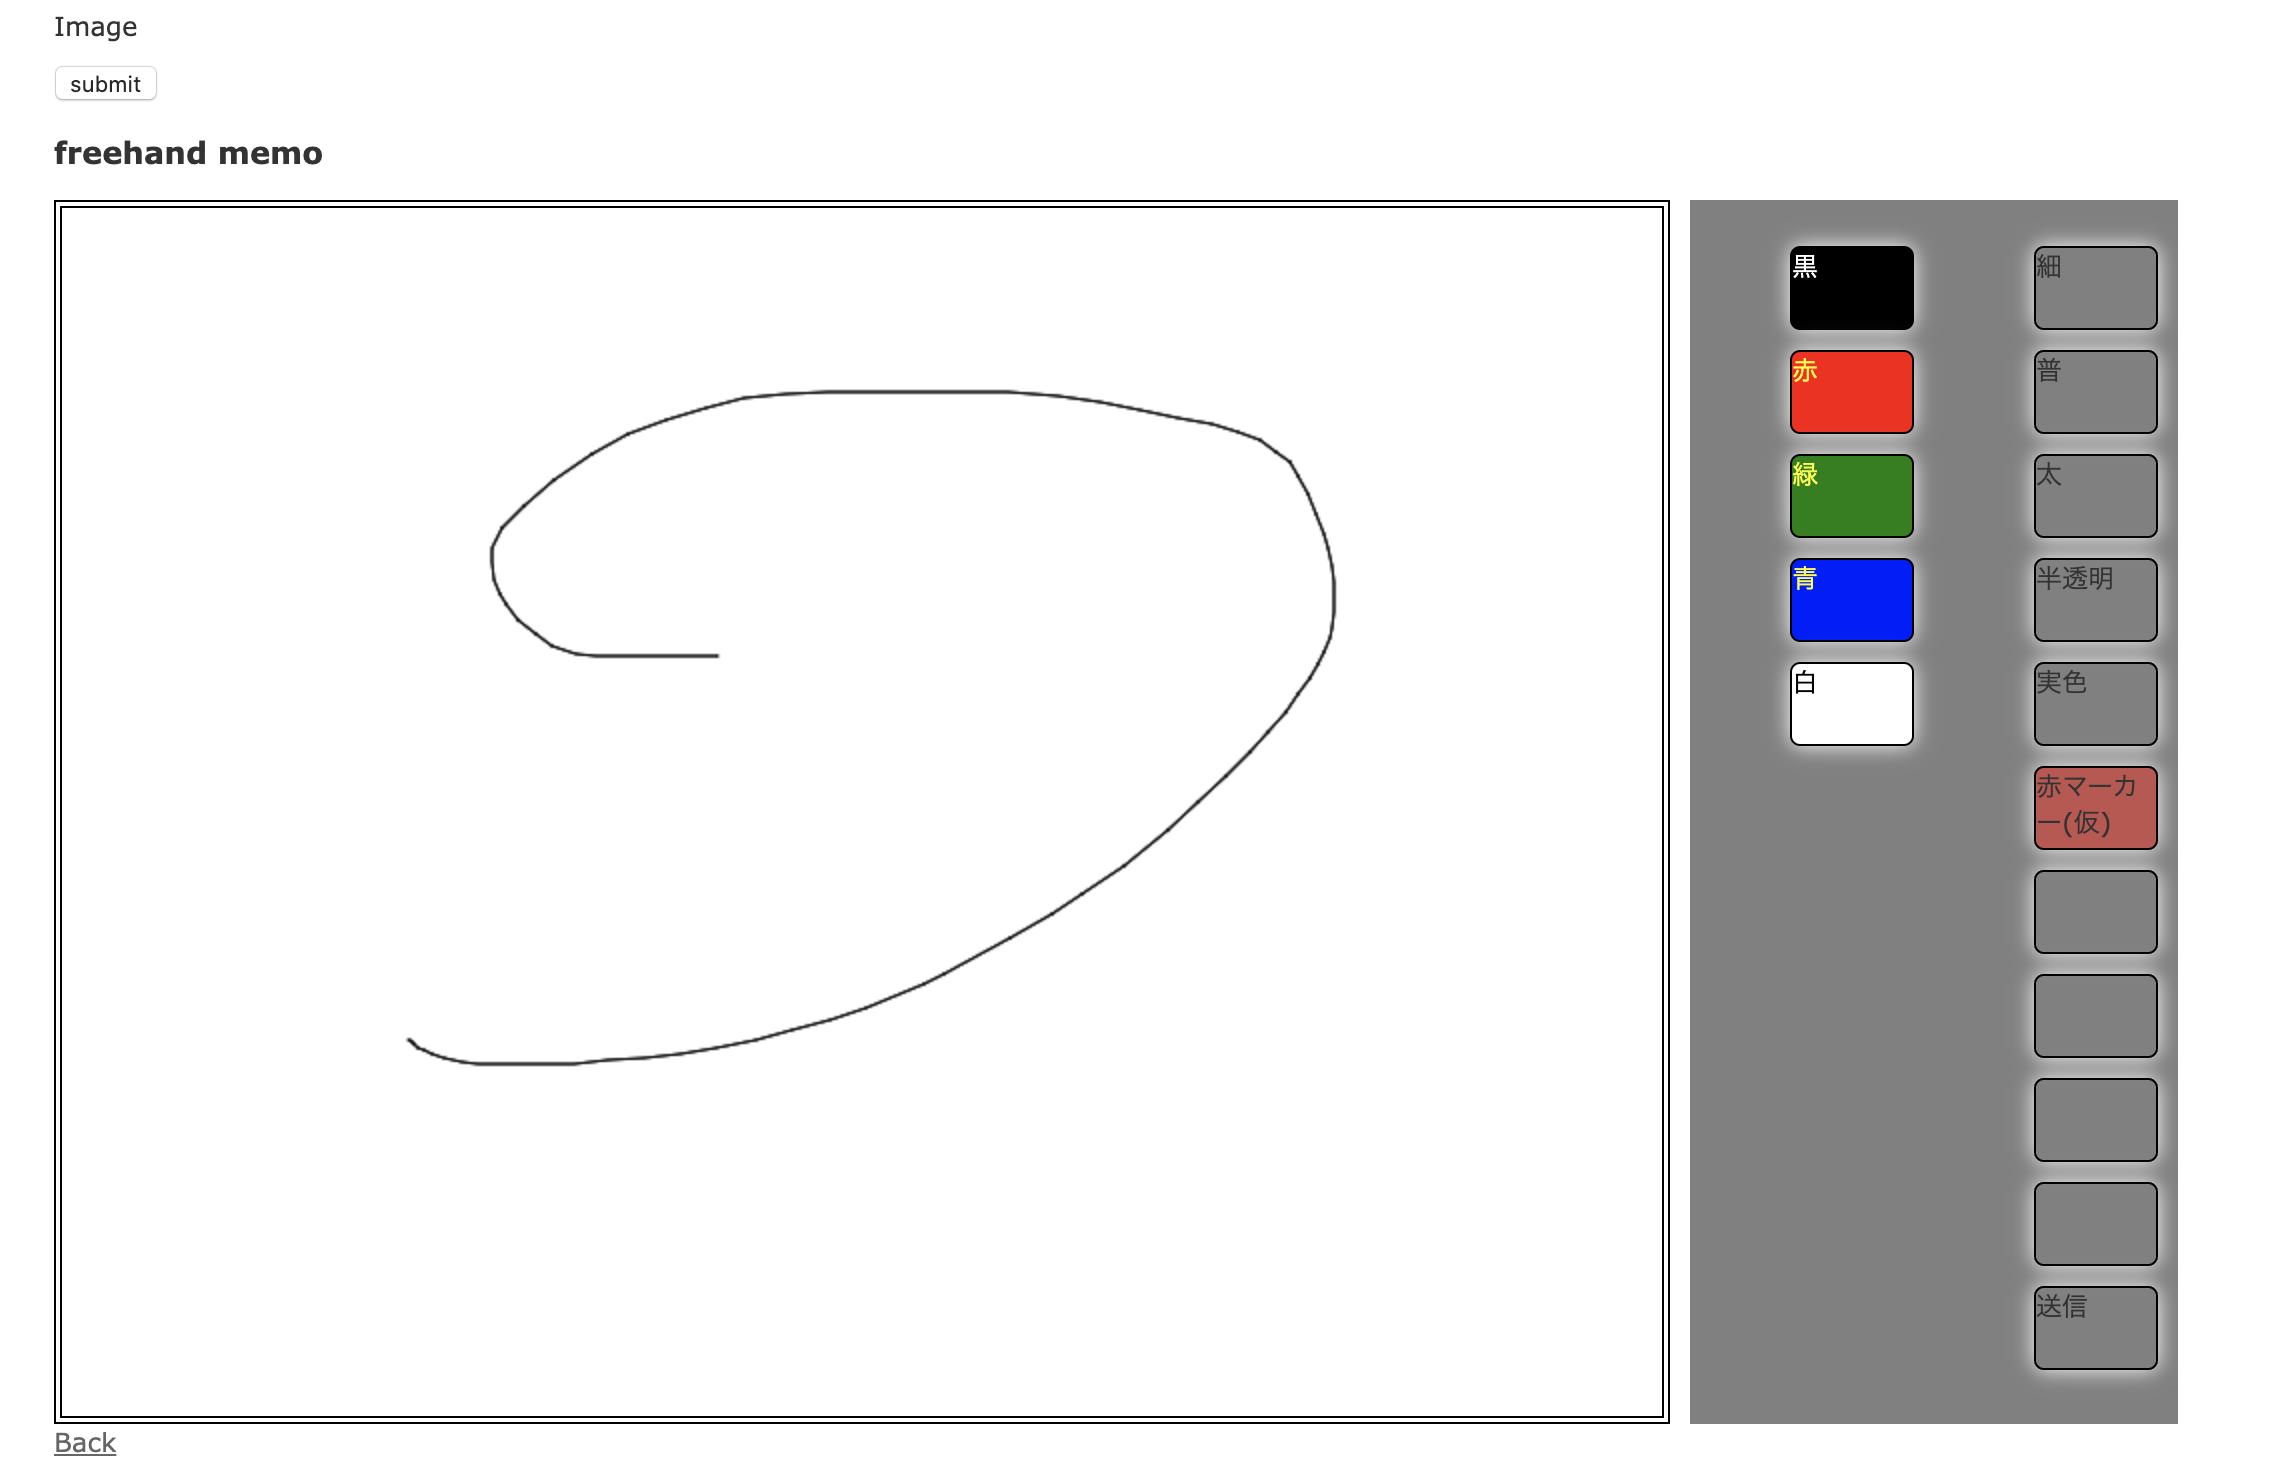 Image
submit
freehand memo
黒
赤
緑
青
白
細
普
太
半透明
実色
赤マーカ
ー(仮)
送信
Back